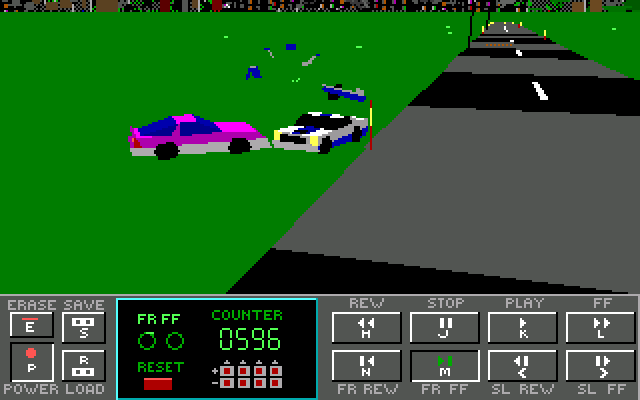 ERASE SAVE
E S
P R
POWER LOAD
FR FF COUNTER
0596
RESET
+
-
REW STOP PLAY FF
H J K L
N M < >
FR REW FR FF SL REW SL FF